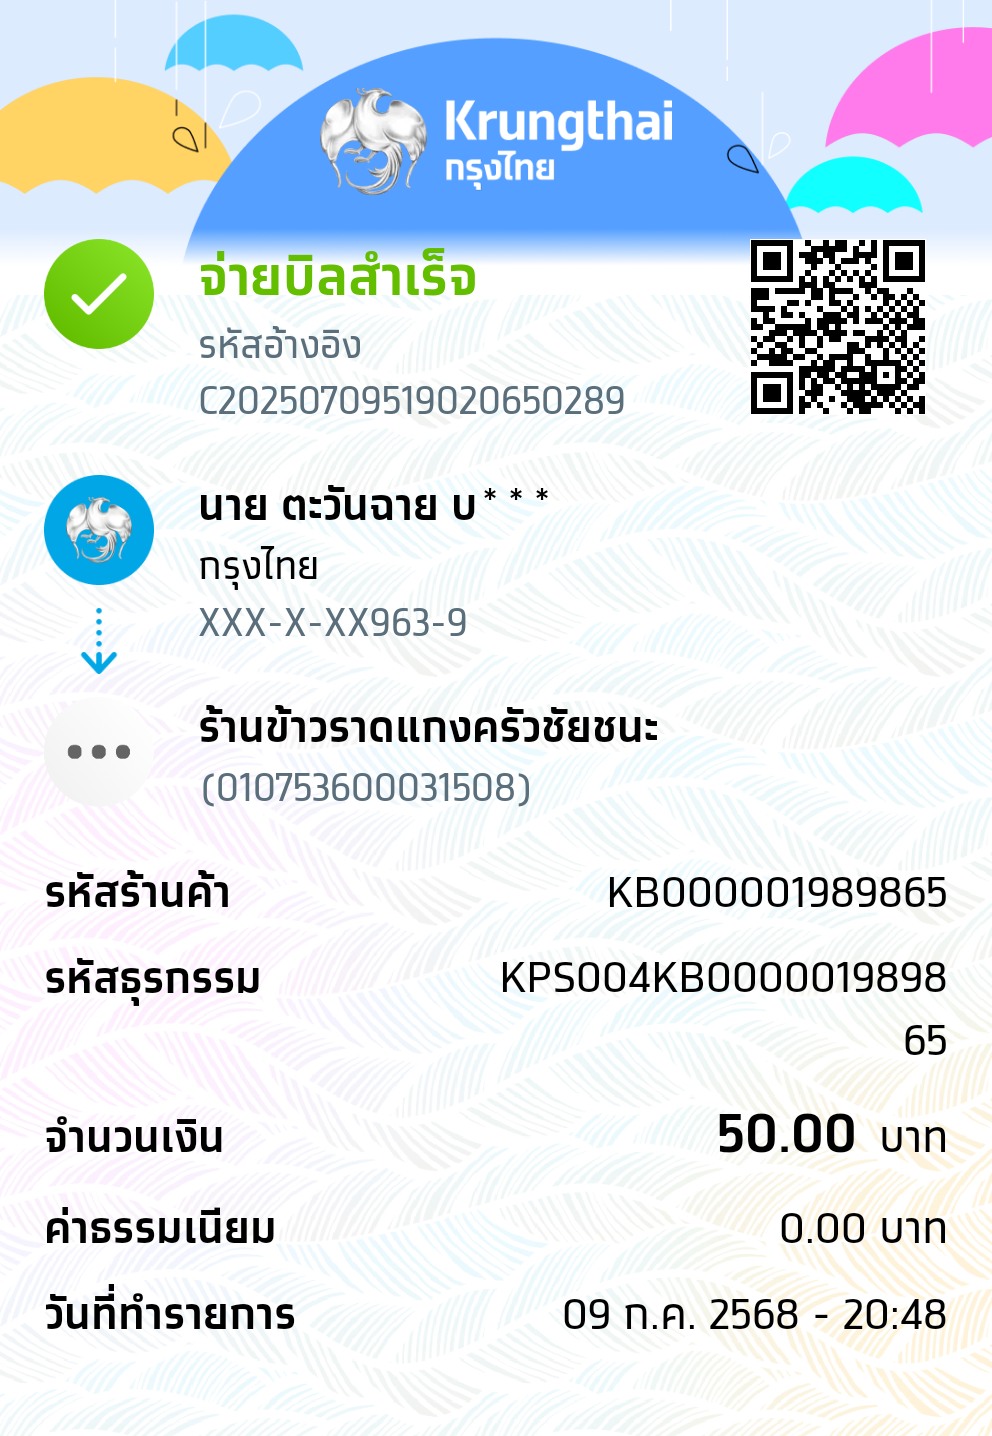 Krungthai
กรุงไทย
จ่ายบิลสำเร็จ
รหัสอ้างอิง
C20250709519020650289
นาย ตะวันฉาย บ***
กรุงไทย
XXX-X-XX963-9
ร้านข้าวราดแกงครัวชัยชนะ
(010753600031508)
รหัสร้านค้า KB000001989865
รหัสธุรกรรม KPS004KB0000019898
65
จำนวนเงิน 50.00 บาท
ค่าธรรมเนียม 0.00 บาท
วันที่ทำรายการ 09 ก.ค. 2568 - 20:48